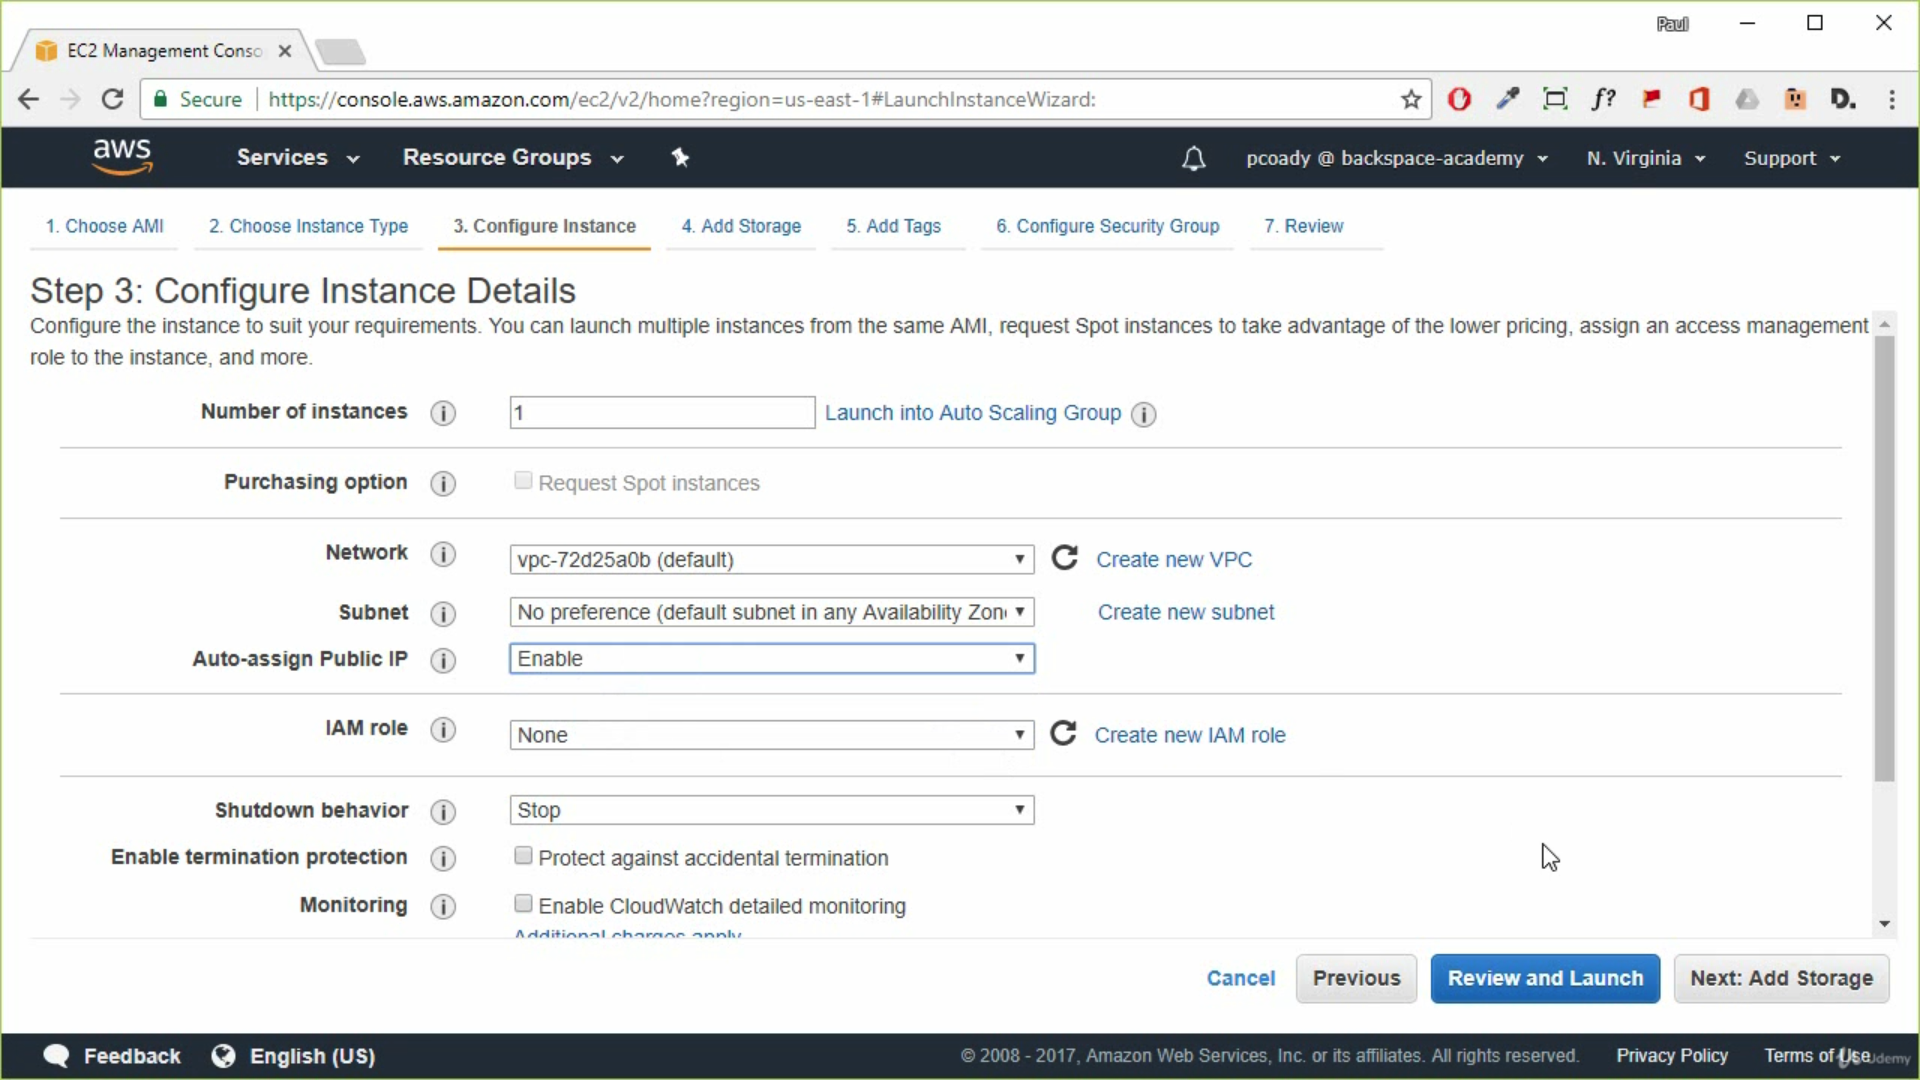 Paul
EC2 Management Conso
Secure https://console.aws.amazon.com/ec2/v2/home?region=us-east-1#LaunchInstanceWizard:
f?
D.
aws Services Resource Groups pcoady @ backspace-academy N. Virginia Support
1. Choose AMI 2. Choose Instance Type 3. Configure Instance 4. Add Storage 5. Add Tags 6. Configure Security Group 7. Review
Step 3: Configure Instance Details
Configure the instance to suit your requirements. You can launch multiple instances from the same AMI, request Spot instances to take advantage of the lower pricing, assign an access management
role to the instance, and more.
Number of instances i 1 Launch into Auto Scaling Group i
Purchasing option i Request Spot instances
Network i vpc-72d25a0b (default) Create new VPC
Subnet i No preference (default subnet in any Availability Zon Create new subnet
Auto-assign Public IP i Enable
IAM role i None Create new IAM role
Shutdown behavior i Stop
Enable termination protection i Protect against accidental termination
Monitoring i Enable CloudWatch detailed monitoring
Additional charges apply.
Cancel Previous Review and Launch Next: Add Storage
Feedback English (US) © 2008 - 2017, Amazon Web Services, Inc. or its affiliates. All rights reserved. Privacy Policy Terms of Use
Udemy